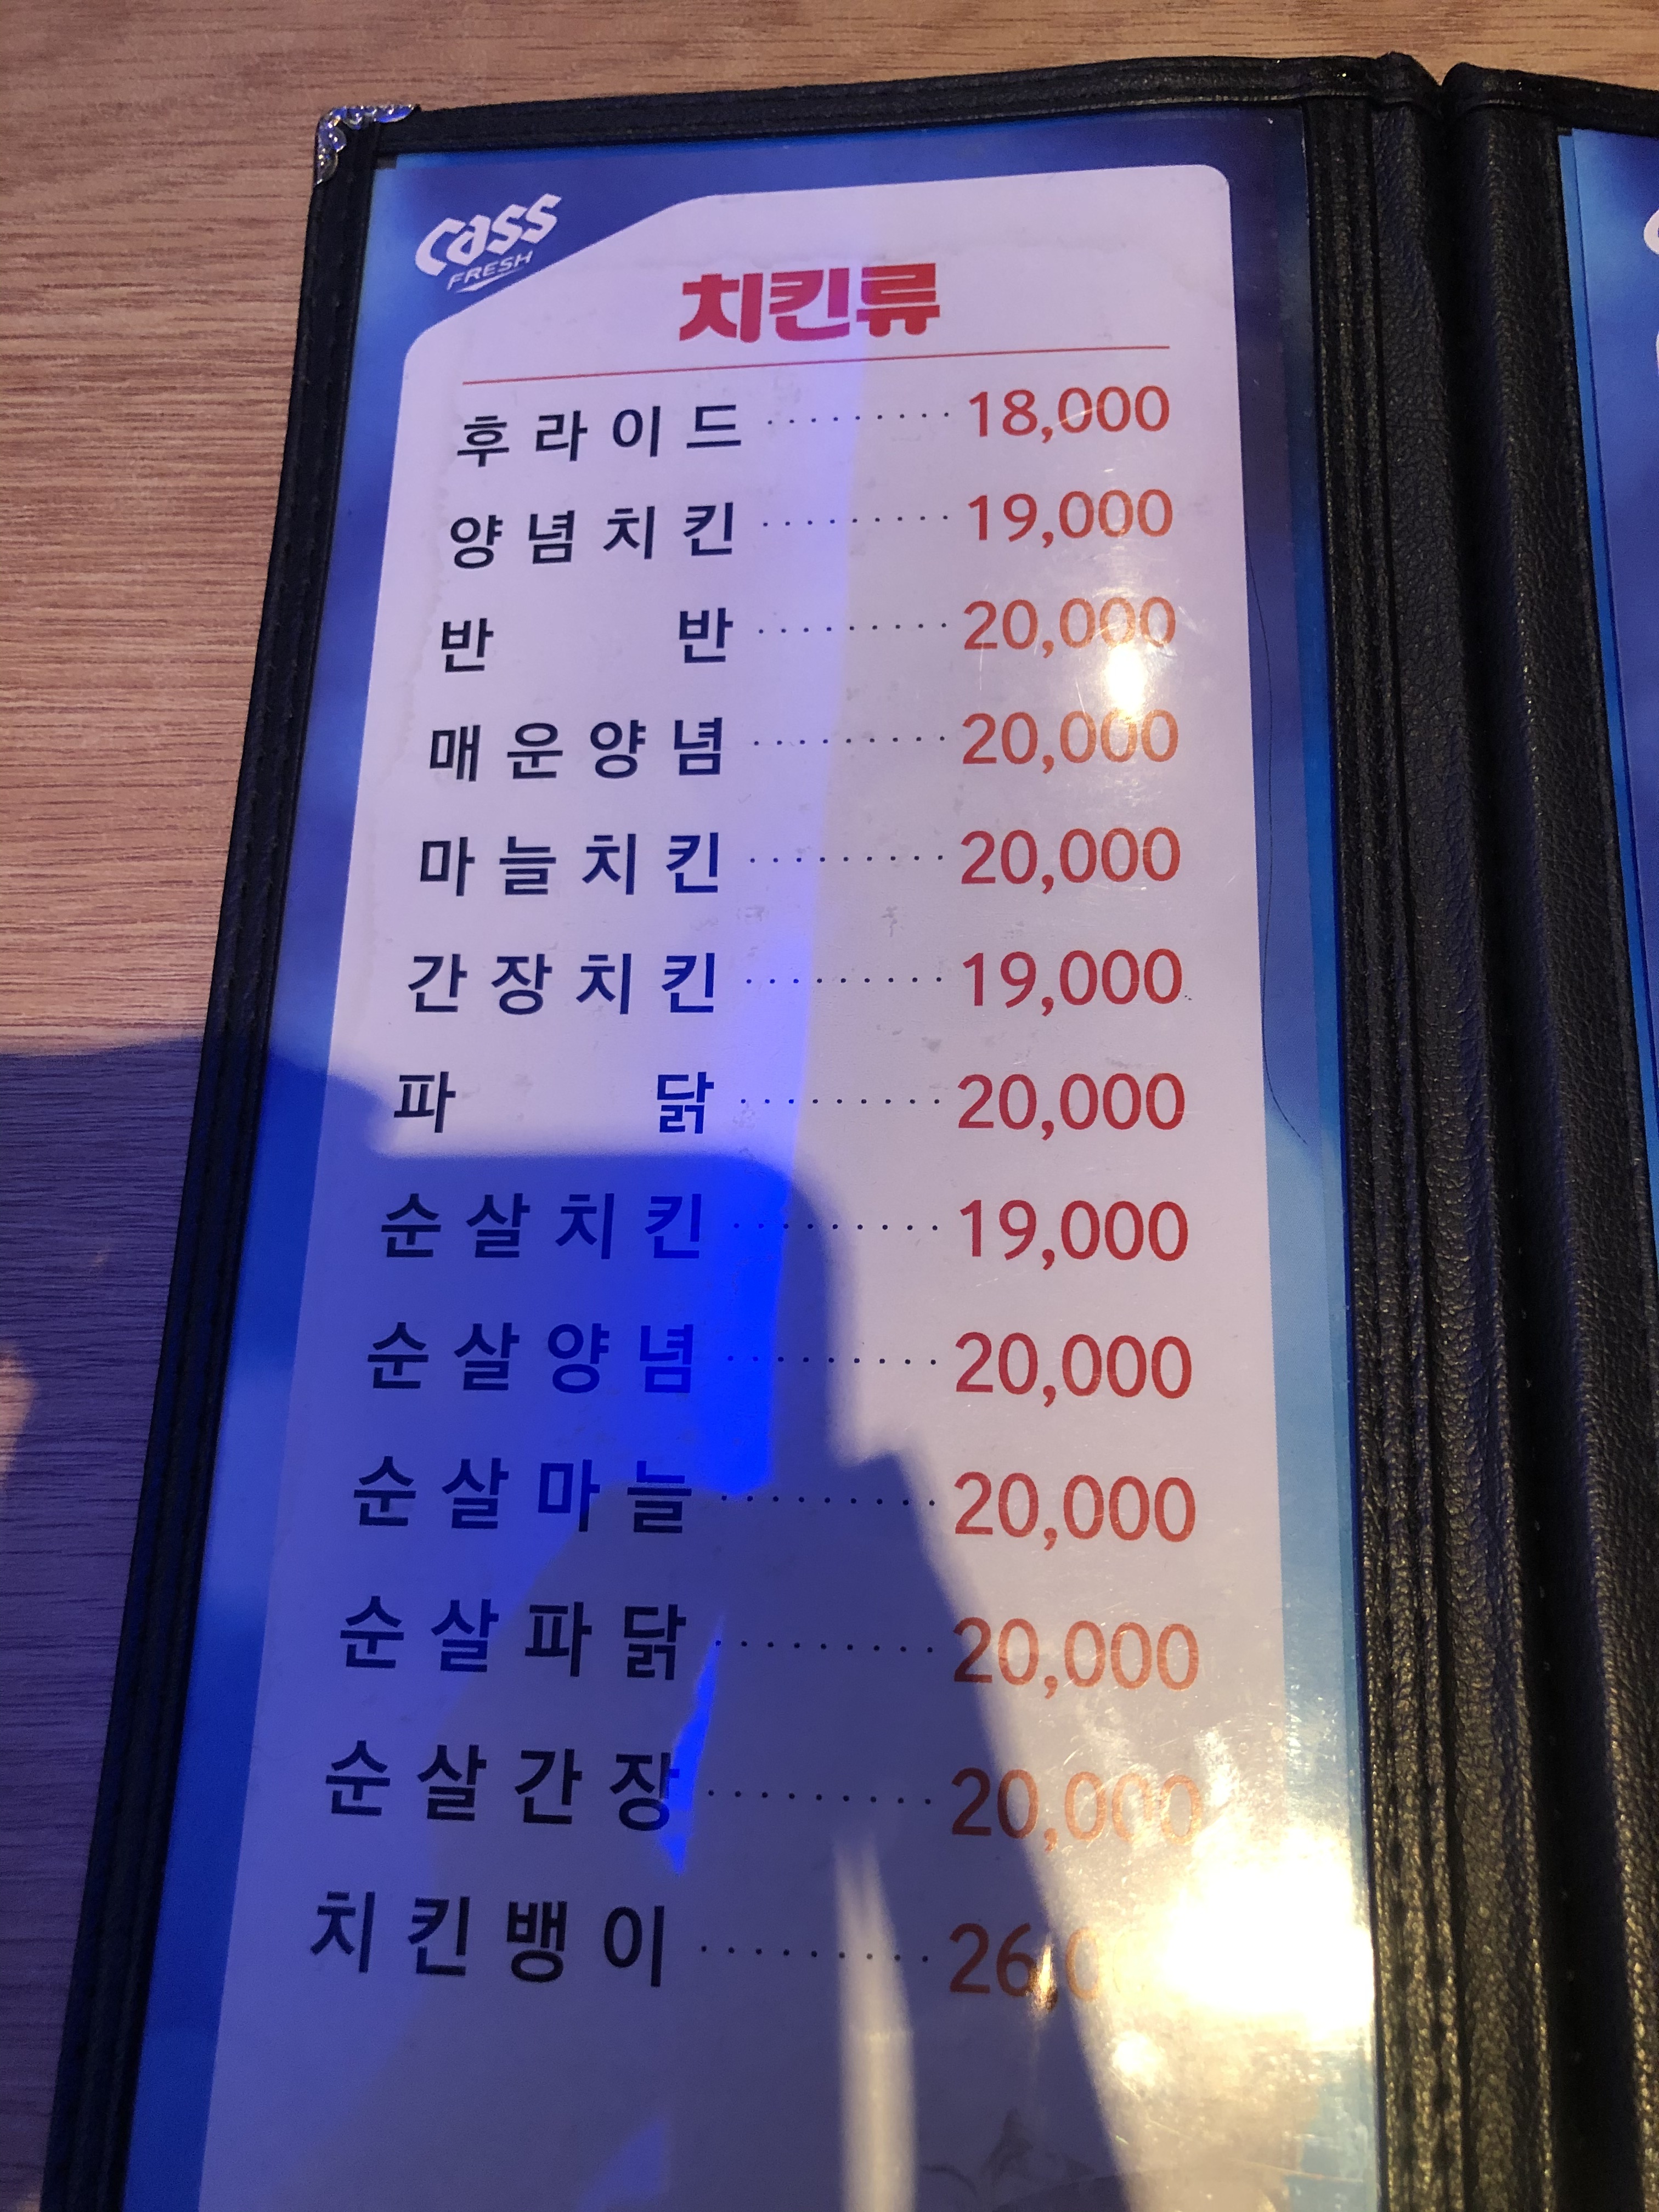 cass
FRESH
치킨류
후라이드 ········· 18,000
양념치킨 ·········· 19,000
반 반 ·········· 20,000
매운양념 ·········· 20,000
마늘치킨 ·········· 20,000
간장치킨 ·········· 19,000
파 닭 ·········· 20,000
순살치킨 ·········· 19,000
순살양념 ·········· 20,000
순살마늘 ·········· 20,000
순살파닭 ·········· 20,000
순살간장 ·········· 20,000
치킨뱅이 ··········